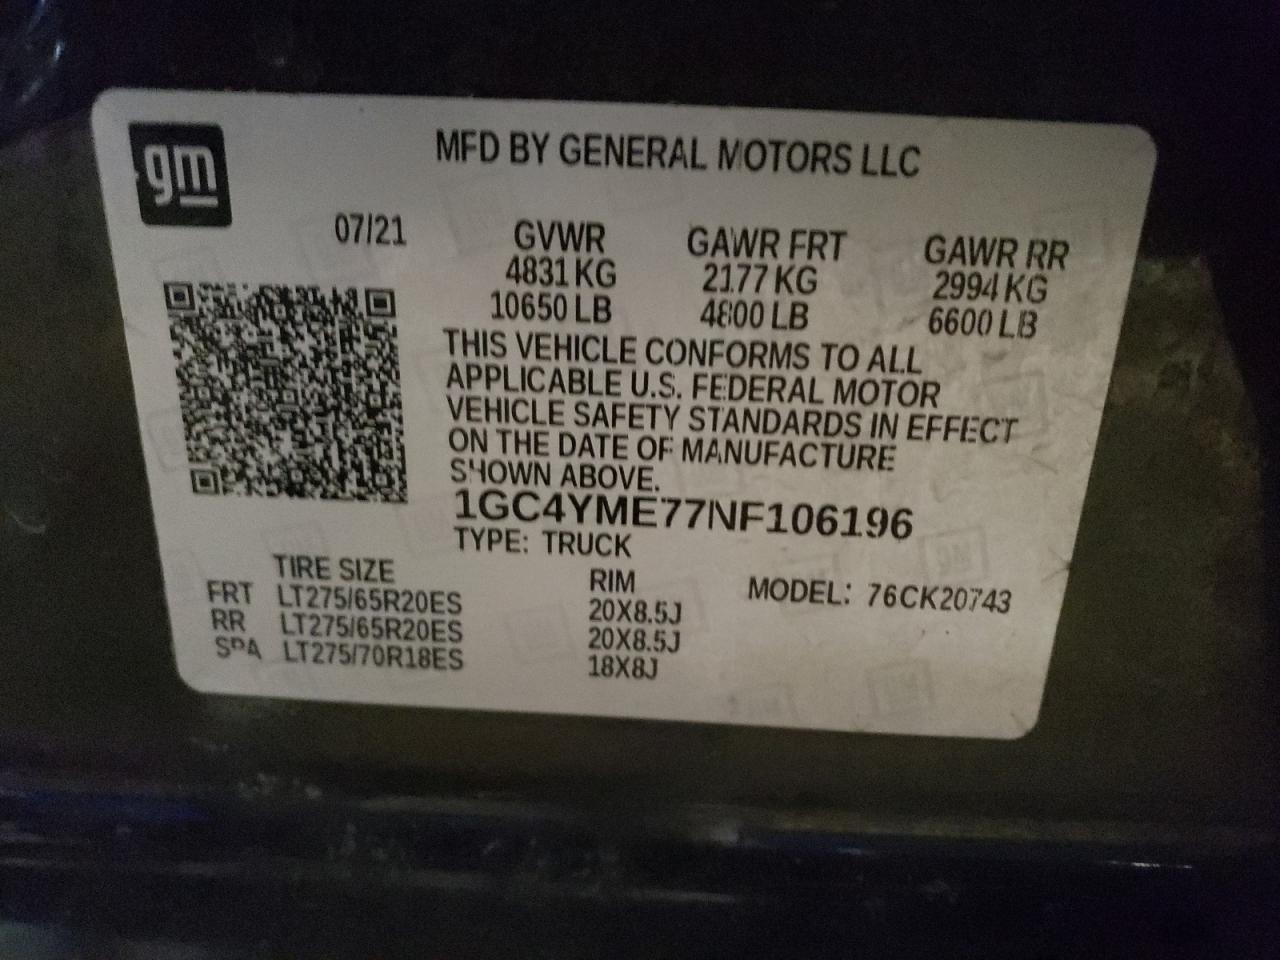 gm
MFD BY GENERAL MOTORS LLC
07/21 GVWR GAWR FRT GAWR RR
4831 KG 2177 KG 2994 KG
10650 LB 4800 LB 6600 LB
THIS VEHICLE CONFORMS TO ALL
APPLICABLE U.S. FEDERAL MOTOR
VEHICLE SAFETY STANDARDS IN EFFECT
ON THE DATE OF MANUFACTURE
SHOWN ABOVE.
1GC4YME77NF106196
TYPE: TRUCK
TIRE SIZE RIM MODEL: 76CK20743
FRT LT275/65R20ES 20X8.5J
RR LT275/65R20ES 20X8.5J
SPA LT275/70R18ES 18X8J